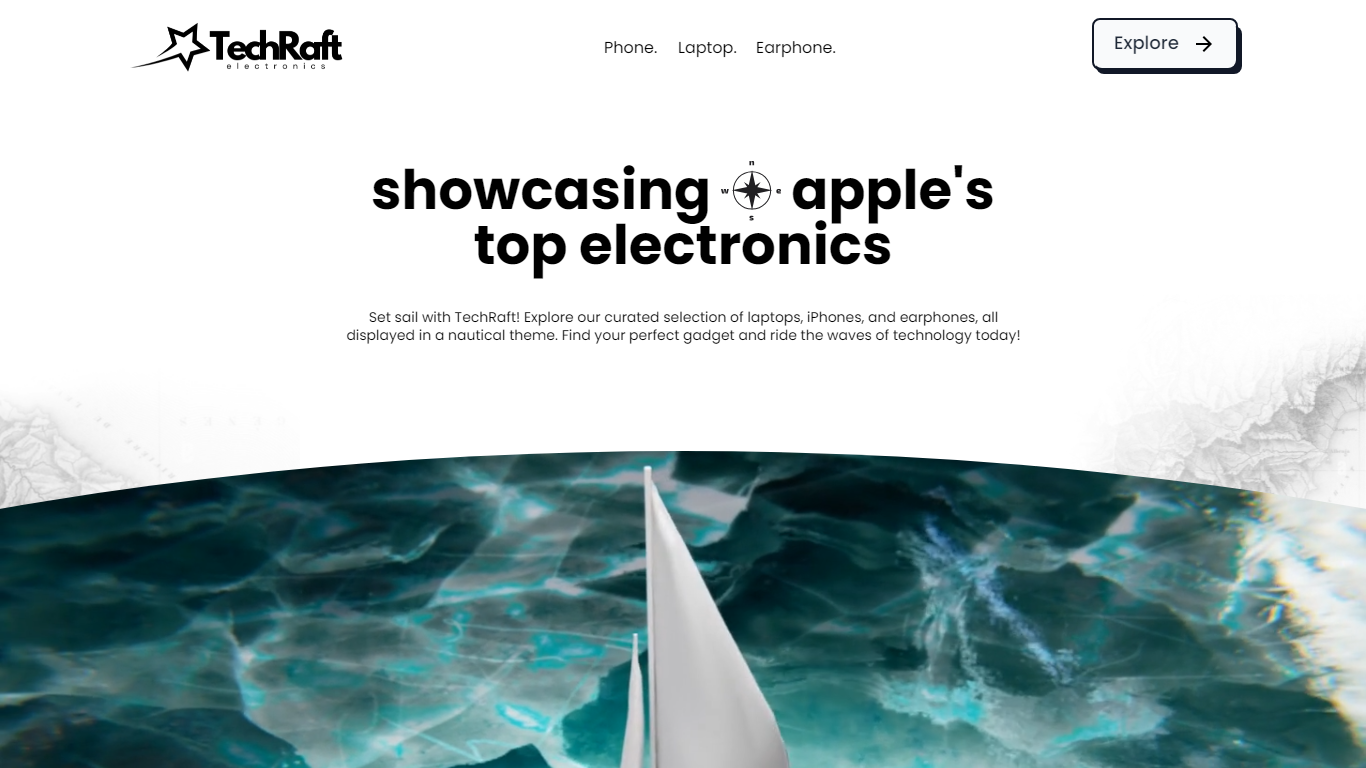 TechRaft
electronics
Phone. Laptop. Earphone.
Explore
n
showcasing w e apple's
s
top electronics
Set sail with TechRaft! Explore our curated selection of laptops, iPhones, and earphones, all
displayed in a nautical theme. Find your perfect gadget and ride the waves of technology today!